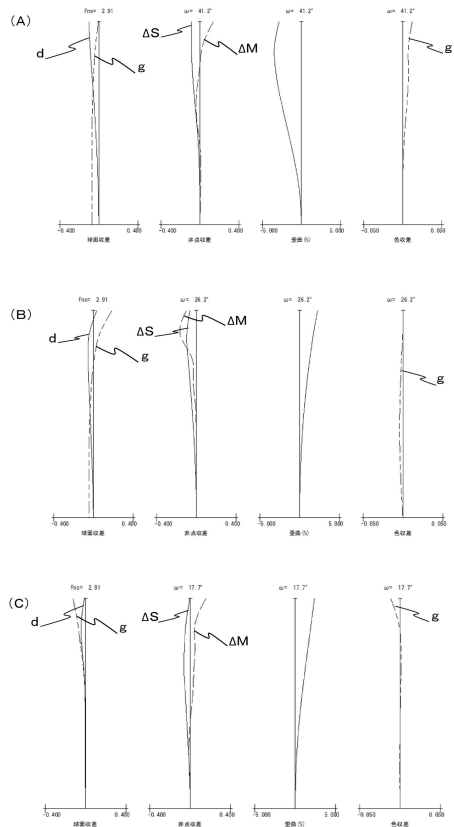 (A)
Fno= 2.91
ω= 41.2°
ω= 41.2°
ω= 41.2°
d
g
ΔS
ΔM
g
-0.400 0.400
球面収差
-0.400 0.400
非点収差
-5.000 5.000
歪曲(%)
-0.050 0.050
色収差
(B)
Fno= 2.91
ω= 26.2°
ω= 26.2°
ω= 26.2°
d
g
ΔS
ΔM
g
-0.400 0.400
球面収差
-0.400 0.400
非点収差
-5.000 5.000
歪曲(%)
-0.050 0.050
色収差
(C)
Fno= 2.91
ω= 17.7°
ω= 17.7°
ω= 17.7°
d
g
ΔS
ΔM
g
-0.400 0.400
球面収差
-0.400 0.400
非点収差
-5.000 5.000
歪曲(%)
-0.050 0.050
色収差